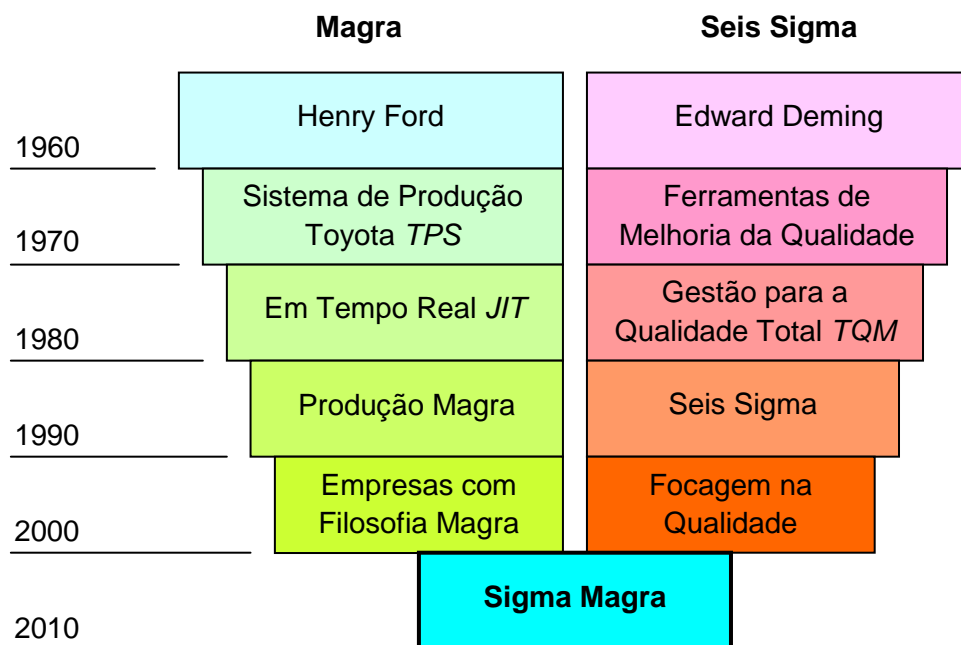 Magra
Seis Sigma
Henry Ford
Edward Deming
1960
Sistema de Produção
Toyota TPS
Ferramentas de
Melhoria da Qualidade
1970
Em Tempo Real JIT
Gestão para a
Qualidade Total TQM
1980
Produção Magra
Seis Sigma
1990
Empresas com
Filosofia Magra
Focagem na
Qualidade
2000
Sigma Magra
2010